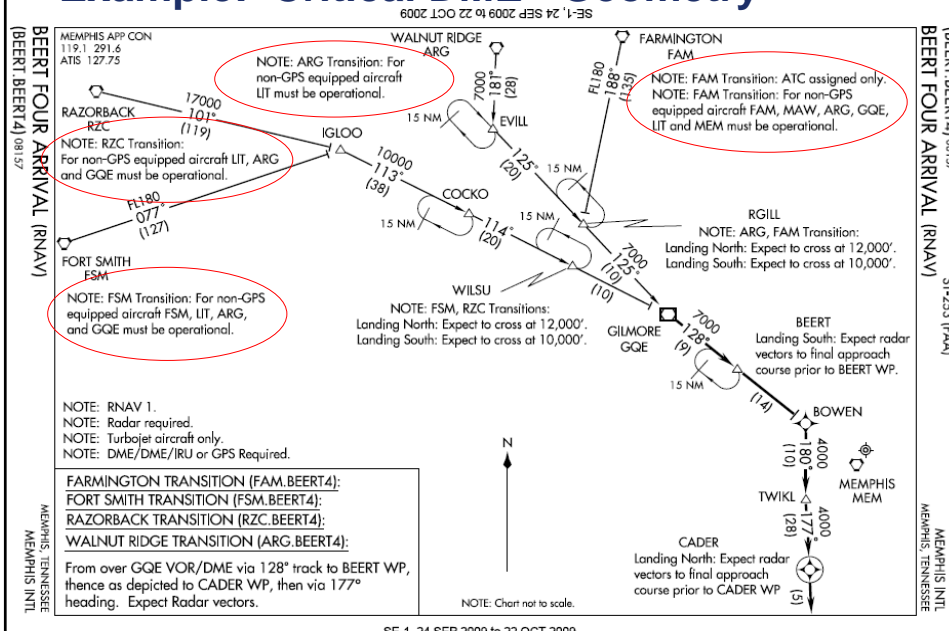 Example: "Critical DME" Geometry
SE-1, 24 SEP 2009 to 22 OCT 2009
BEERT FOUR ARRIVAL (RNAV)
(BEERT.BEERT4) 08157
MEMPHIS APP CON
119.1 291.6
ATIS 127.75
WALNUT RIDGE
ARG
FARMINGTON
FAM
NOTE: ARG Transition: For
non-GPS equipped aircraft
LIT must be operational.
NOTE: FAM Transition: ATC assigned only.
NOTE: FAM Transition: For non-GPS
equipped aircraft FAM, MAW, ARG, GQE,
LIT and MEM must be operational.
7000
181°
(28)
FL180
188°
(135)
RAZORBACK
RZC
17000
101°
(119)
NOTE: RZC Transition:
For non-GPS equipped aircraft LIT, ARG
and GQE must be operational.
IGLOO
15 NM
EVILL
125°
(20)
10000
113°
(38)
FL180
077°
(127)
COCKO
15 NM
15 NM
15 NM
114°
(20)
RGILL
NOTE: ARG, FAM Transition:
Landing North: Expect to cross at 12,000'.
Landing South: Expect to cross at 10,000'.
FORT SMITH
FSM
7000
125°
(10)
(10)
WILSU
NOTE: FSM, RZC Transitions:
Landing North: Expect to cross at 12,000'.
Landing South: Expect to cross at 10,000'.
NOTE: FSM Transition: For non-GPS
equipped aircraft FSM, LIT, ARG,
and GQE must be operational.
GILMORE
GQE
7000
128°
(9)
15 NM
BEERT
Landing South: Expect radar
vectors to final approach
course prior to BEERT WP.
(14)
BOWEN
NOTE: RNAV 1.
NOTE: Radar required.
NOTE: Turbojet aircraft only.
NOTE: DME/DME/IRU or GPS Required.
N
4000
180°
(10)
MEMPHIS
MEM
TWIKL
4000
177°
(28)
FARMINGTON TRANSITION (FAM.BEERT4):
FORT SMITH TRANSITION (FSM.BEERT4):
RAZORBACK TRANSITION (RZC.BEERT4):
WALNUT RIDGE TRANSITION (ARG.BEERT4):
From over GQE VOR/DME via 128° track to BEERT WP,
thence as depicted to CADER WP, then via 177°
heading. Expect Radar vectors.
CADER
Landing North: Expect radar
vectors to final approach
course prior to CADER WP
(5)
NOTE: Chart not to scale.
MEMPHIS, TENNESSEE
MEMPHIS INTL
BEERT FOUR ARRIVAL (RNAV)
MEMPHIS, TENNESSEE
MEMPHIS INTL
SE-1, 24 SEP 2009 to 22 OCT 2009